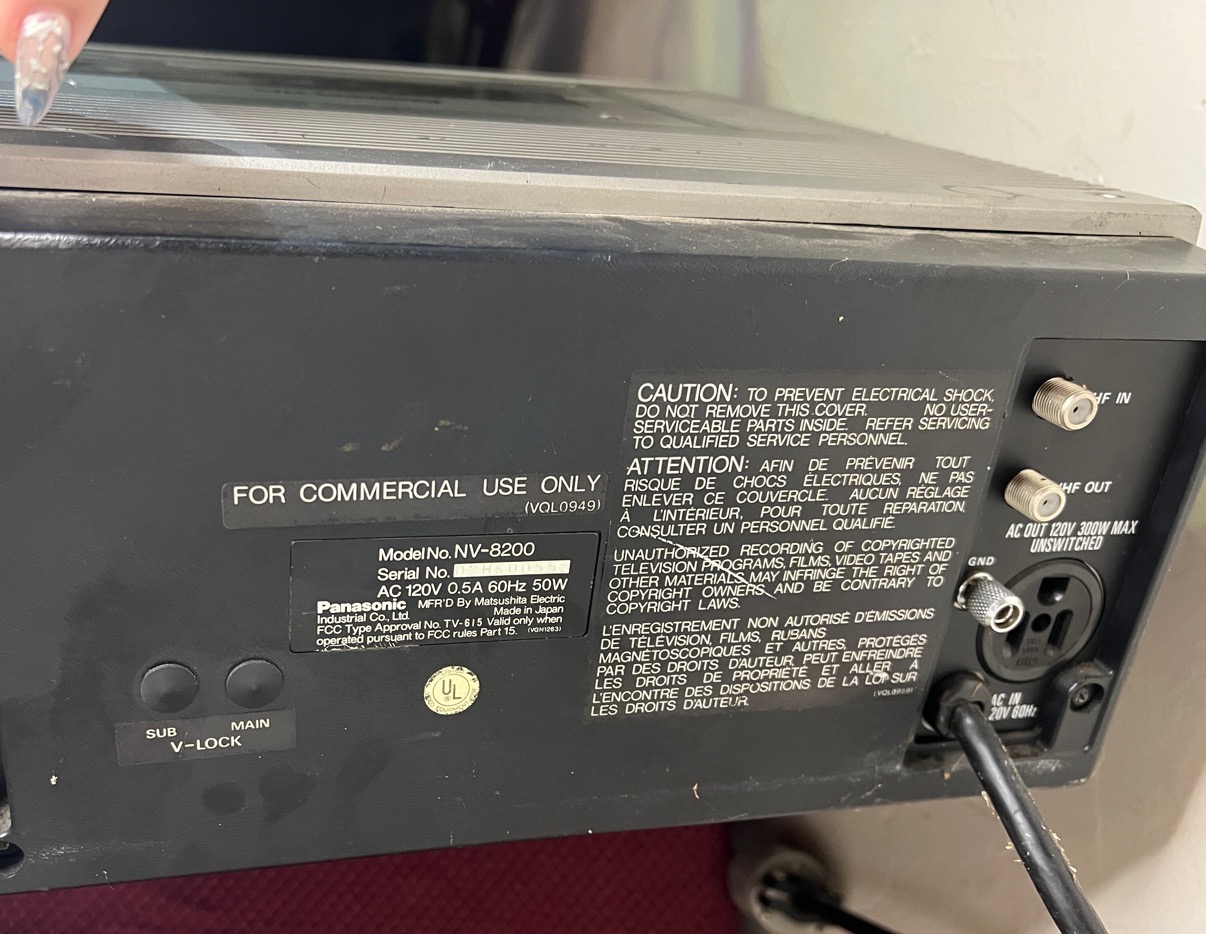 FOR COMMERCIAL USE ONLY
(VQL0949)
Model No. NV-8200
Serial No.
AC 120V 0.5A 60Hz 50W
Panasonic MFR'D By Matsushita Electric
Industrial Co., Ltd. Made in Japan
FCC Type Approval No. TV-615 Valid only when
operated pursuant to FCC rules Part 15. (VGN1263)
UL
SUB MAIN
V-LOCK
CAUTION: TO PREVENT ELECTRICAL SHOCK,
DO NOT REMOVE THIS COVER. NO USER-
SERVICEABLE PARTS INSIDE. REFER SERVICING
TO QUALIFIED SERVICE PERSONNEL.
ATTENTION: AFIN DE PRÉVENIR TOUT
RISQUE DE CHOCS ÉLECTRIQUES, NE PAS
ENLEVER CE COUVERCLE. AUCUN RÉGLAGE
À L'INTÉRIEUR, POUR TOUTE REPARATION,
CONSULTER UN PERSONNEL QUALIFIÉ.
UNAUTHORIZED RECORDING OF COPYRIGHTED
TELEVISION PROGRAMS, FILMS, VIDEO TAPES AND
OTHER MATERIALS MAY INFRINGE THE RIGHT OF
COPYRIGHT OWNERS AND BE CONTRARY TO
COPYRIGHT LAWS.
L'ENREGISTREMENT NON AUTORISÉ D'ÉMISSIONS
DE TÉLÉVISION, FILMS, RUBANS
MAGNÉTOSCOPIQUES ET AUTRES, PROTÉGÉS
PAR DES DROITS D'AUTEUR, PEUT ENFREINDRE
LES DROITS DE PROPRIÉTÉ ET ALLER À
L'ENCONTRE DES DISPOSITIONS DE LA LOI SUR
LES DROITS D'AUTEUR.
HF IN
HF OUT
AC OUT 120V 300W MAX
UNSWITCHED
GND
AC IN
20V 60Hz